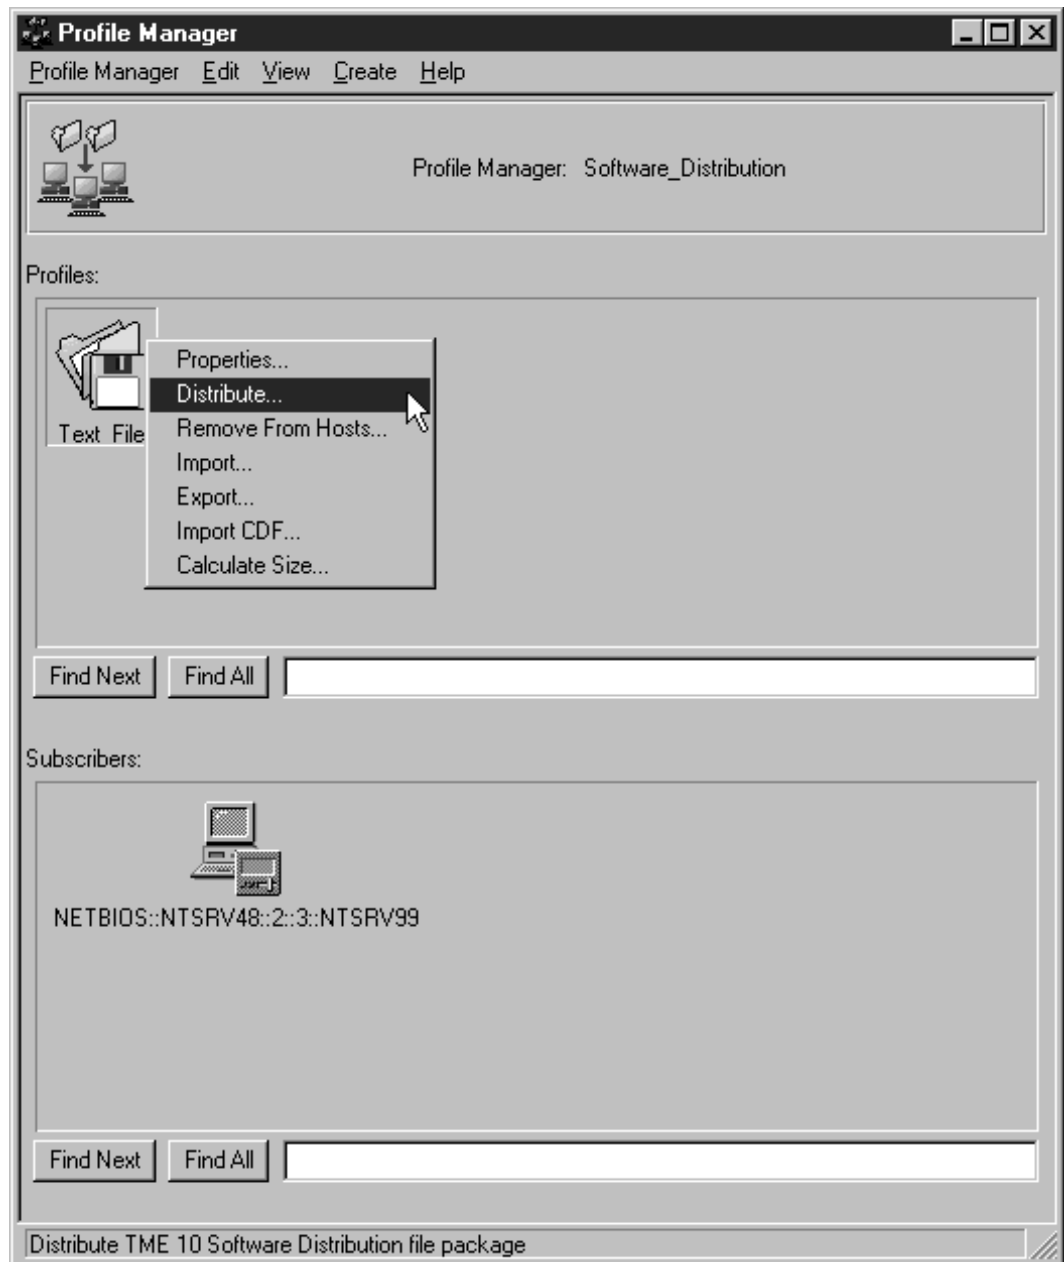 Profile Manager
Profile Manager Edit View Create Help
Profile Manager: Software_Distribution
Profiles:
Text File
Properties...
Distribute...
Remove From Hosts...
Import...
Export...
Import CDF...
Calculate Size...
Find Next Find All
Subscribers:
NETBIOS::NTSRV48::2::3::NTSRV99
Find Next Find All
Distribute TME 10 Software Distribution file package